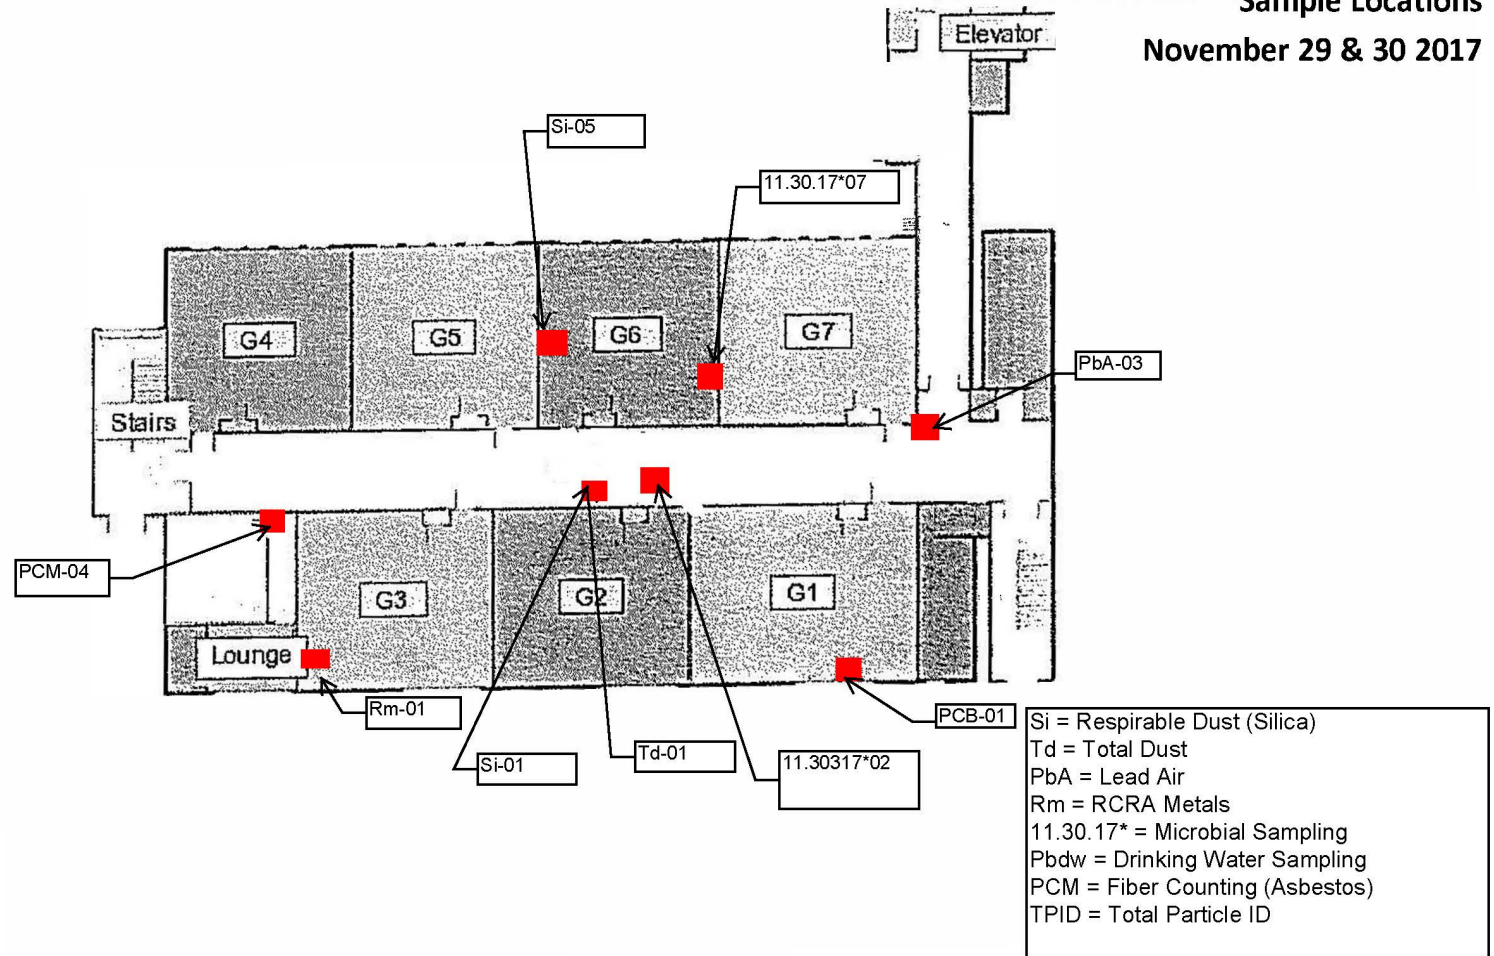 Sample Locations
November 29 & 30 2017
Elevator
Si-05
11.30.17*07
G4
G5
G6
G7
PbA-03
Stairs
PCM-04
G3
G2
G1
Lounge
Rm-01
PCB-01
Si-01
Td-01
11.30317*02
Si = Respirable Dust (Silica)
Td = Total Dust
PbA = Lead Air
Rm = RCRA Metals
11.30.17* = Microbial Sampling
Pbdw = Drinking Water Sampling
PCM = Fiber Counting (Asbestos)
TPID = Total Particle ID